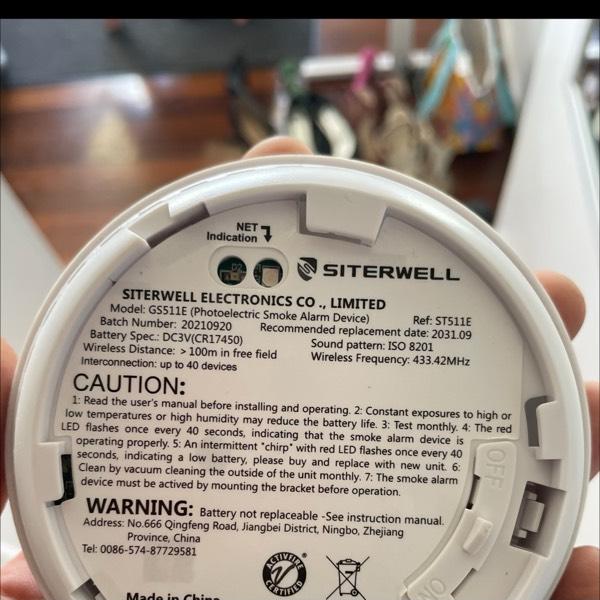 NET
Indication
SITERWELL
SITERWELL ELECTRONICS CO ., LIMITED
Model: GS511E (Photoelectric Smoke Alarm Device) Ref: ST511E
Batch Number: 20210920 Recommended replacement date: 2031.09
Battery Spec.: DC3V(CR17450) Sound pattern: ISO 8201
Wireless Distance: > 100m in free field Wireless Frequency: 433.42MHz
Interconnection: up to 40 devices
CAUTION:
1: Read the user's manual before installing and operating. 2: Constant exposures to high or
low temperatures or high humidity may reduce the battery life. 3: Test monthly. 4: The red
LED flashes once every 40 seconds, indicating that the smoke alarm device is
operating properly. 5: An intermittent "chirp" with red LED flashes once every 40
seconds, indicating a low battery, please buy and replace with new unit. 6:
Clean by vacuum cleaning the outside of the unit monthly. 7: The smoke alarm
device must be actived by mounting the bracket before operation.
OFF
WARNING: Battery not replaceable -See instruction manual.
Address: No.666 Qingfeng Road, Jiangbei District, Ningbo, Zhejiang
Province, China
Tel: 0086-574-87729581
ACTIVFIRE
CERTIFIED
ON
Made in China